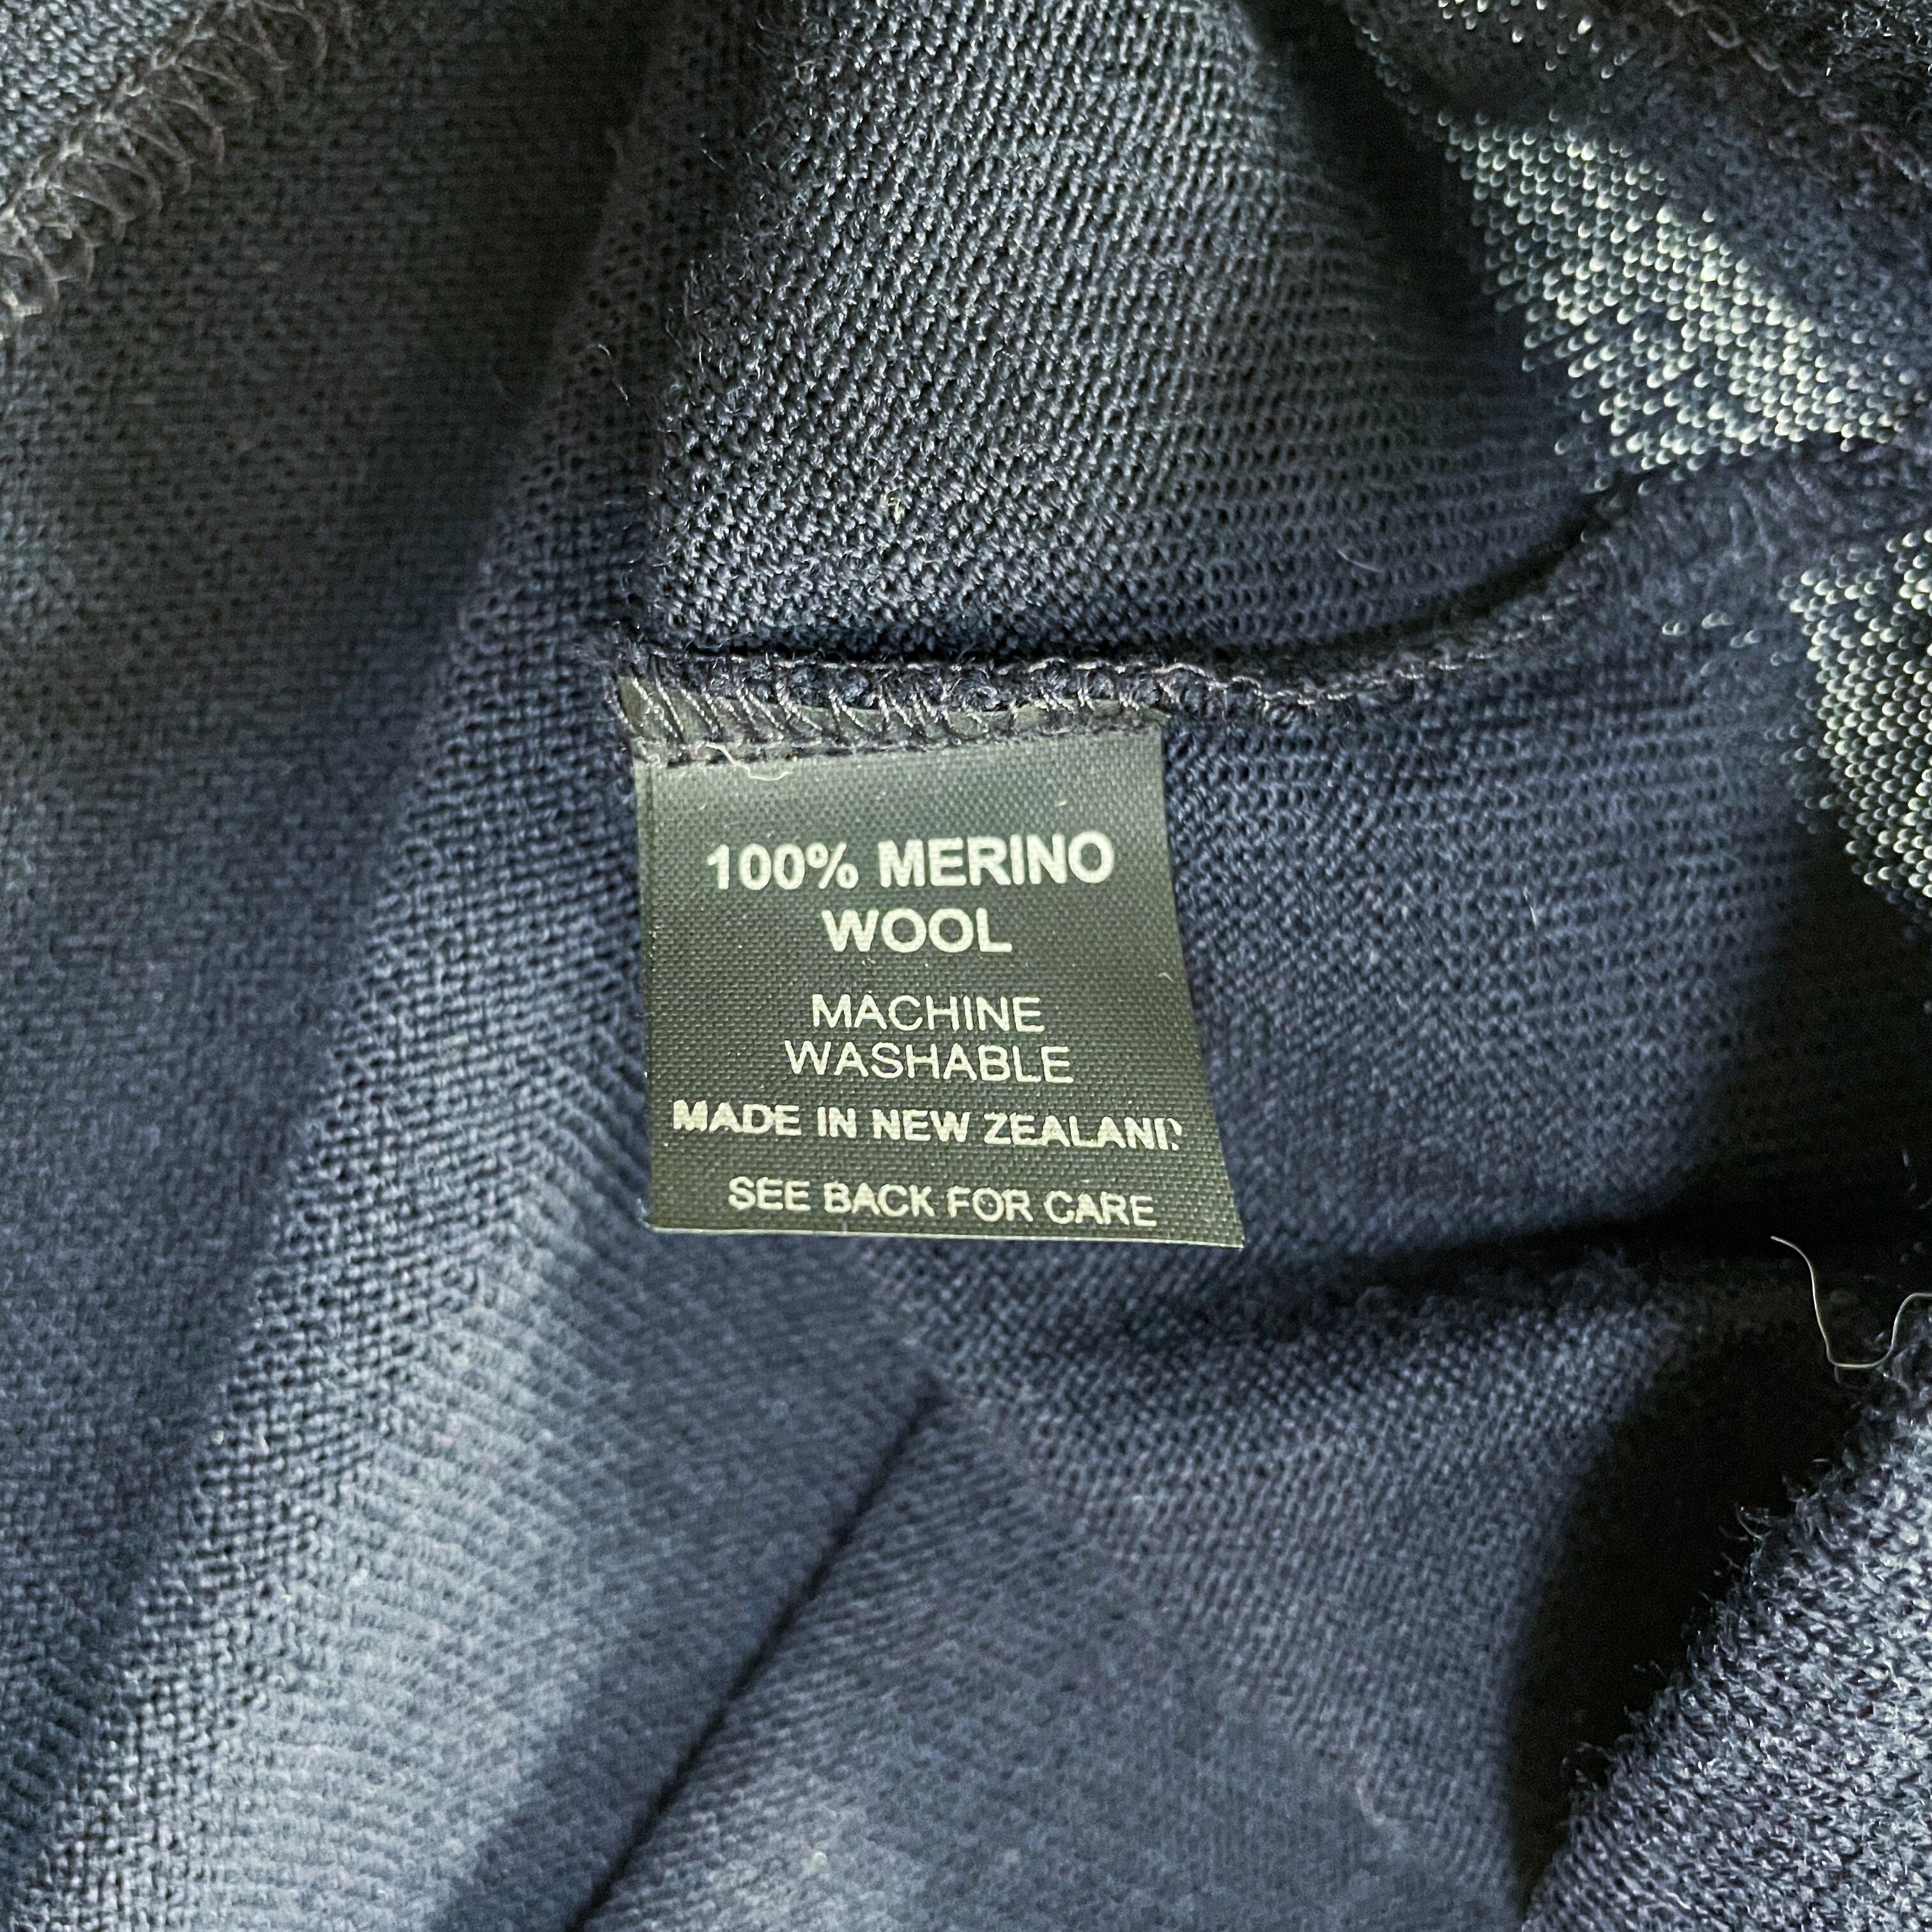 100% MERINO
WOOL
MACHINE
WASHABLE
MADE IN NEW ZEALAND
SEE BACK FOR CARE